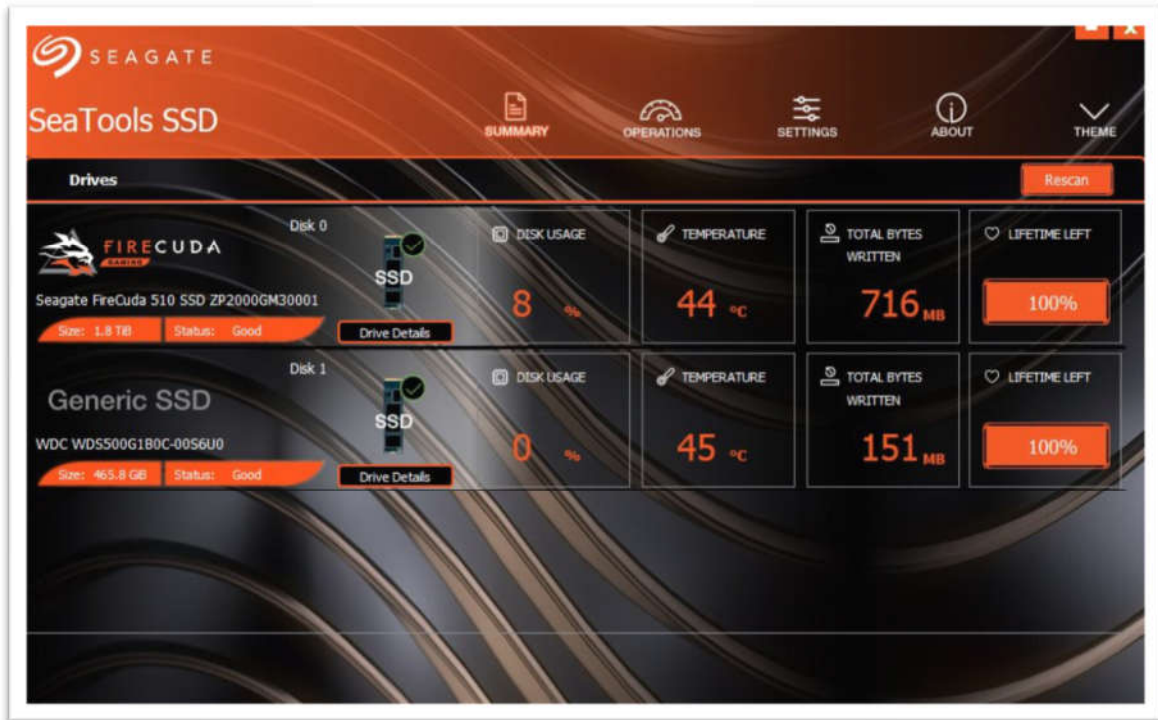 SEAGATE
SeaTools SSD
SUMMARY
OPERATIONS
SETTINGS
ABOUT
THEME
Drives
Rescan
FIRECUDA
GAMING
Disk 0
SSD
Seagate FireCuda 510 SSD ZP2000GM30001
Size: 1.8 TiB Status: Good
Drive Details
DISK USAGE
8 %
TEMPERATURE
44 °C
TOTAL BYTES
WRITTEN
716 MB
LIFETIME LEFT
100%
Generic SSD
Disk 1
SSD
WDC WDS500G1B0C-00S6U0
Size: 465.8 GiB Status: Good
Drive Details
DISK USAGE
0 %
TEMPERATURE
45 °C
TOTAL BYTES
WRITTEN
151 MB
LIFETIME LEFT
100%